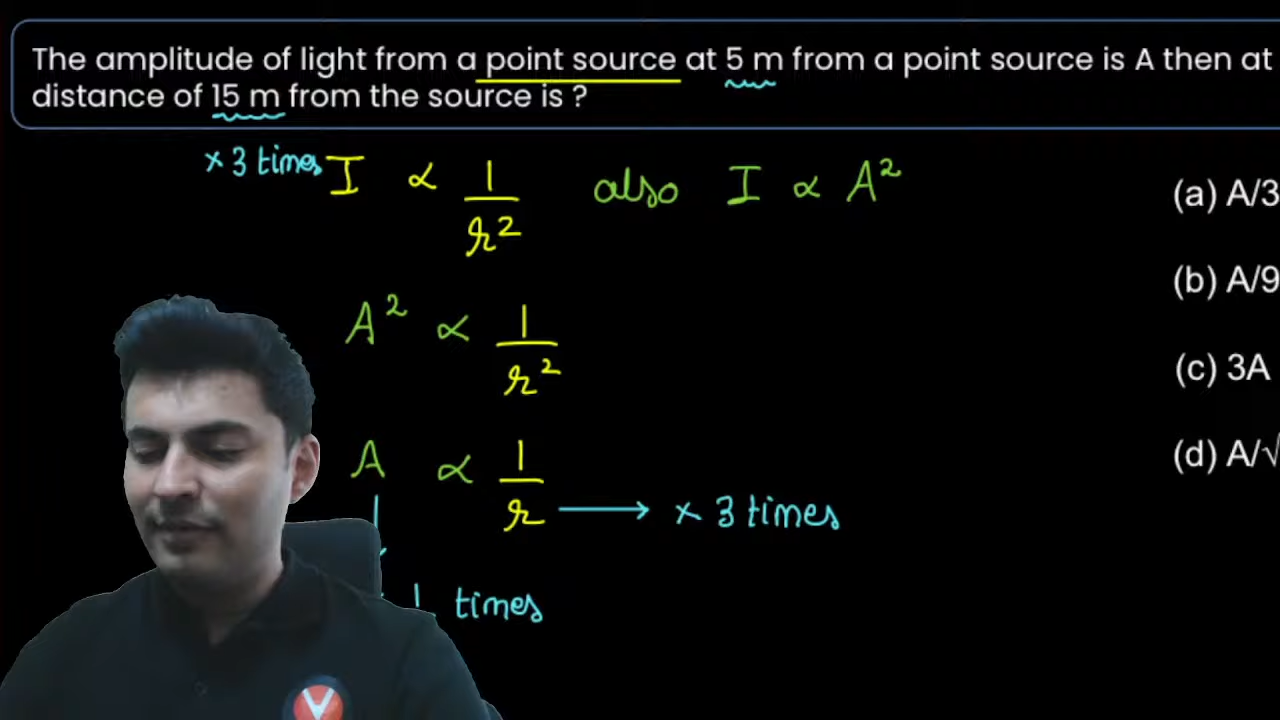 The amplitude of light from a point source at 5 m from a point source is A then at
distance of 15 m from the source is ?
× 3 times
I ∝ 1/r² also I ∝ A²
(a) A/3
(b) A/9
A² ∝ 1/r²
(c) 3A
(d) A/√
A ∝ 1/r → × 3 times
times
V